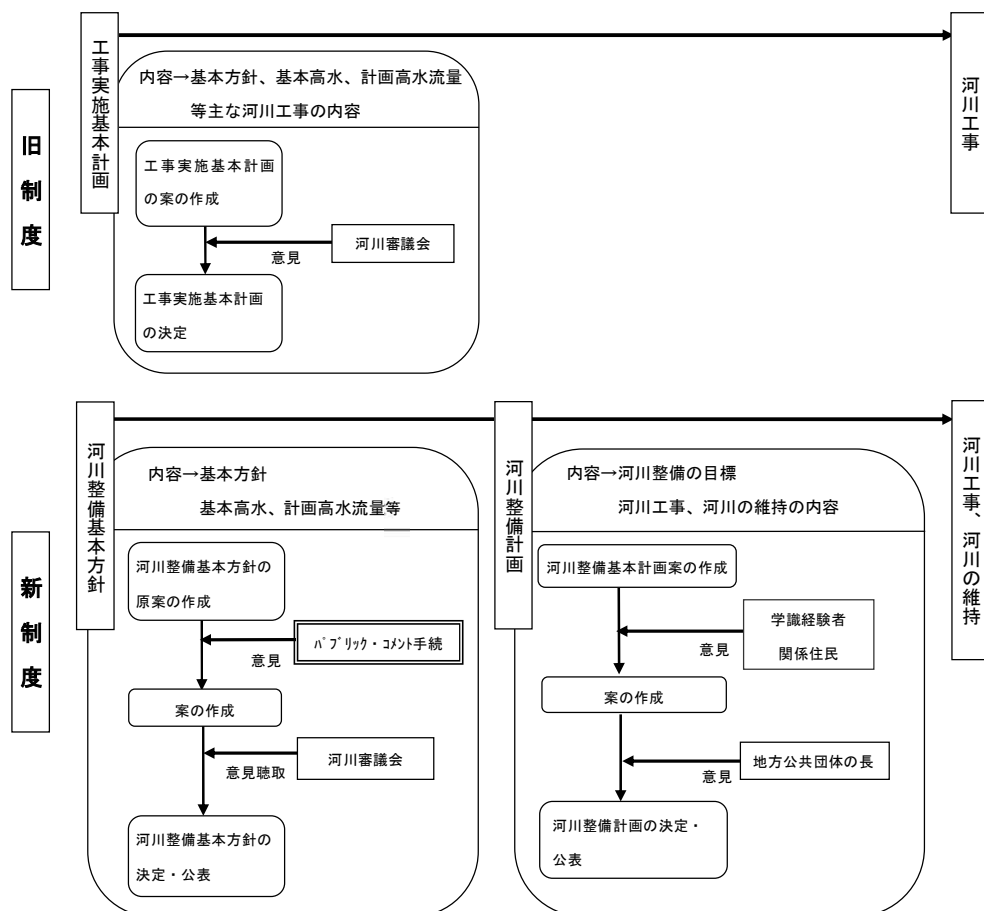 旧制度
工事実施基本計画
内容→基本方針、基本高水、計画高水流量
等主な河川工事の内容
工事実施基本計画
の案の作成
意見
河川審議会
工事実施基本計画
の決定
河川工事
新制度
河川整備基本方針
内容→基本方針
基本高水、計画高水流量等
河川整備基本方針の
原案の作成
意見
ﾊﾟﾌﾞﾘｯｸ・ｺﾒﾝﾄ手続
案の作成
意見聴取
河川審議会
河川整備基本方針の
決定・公表
河川整備計画
内容→河川整備の目標
河川工事、河川の維持の内容
河川整備基本計画案の作成
意見
学識経験者
関係住民
案の作成
意見
地方公共団体の長
河川整備計画の決定・
公表
河川工事、河川の維持